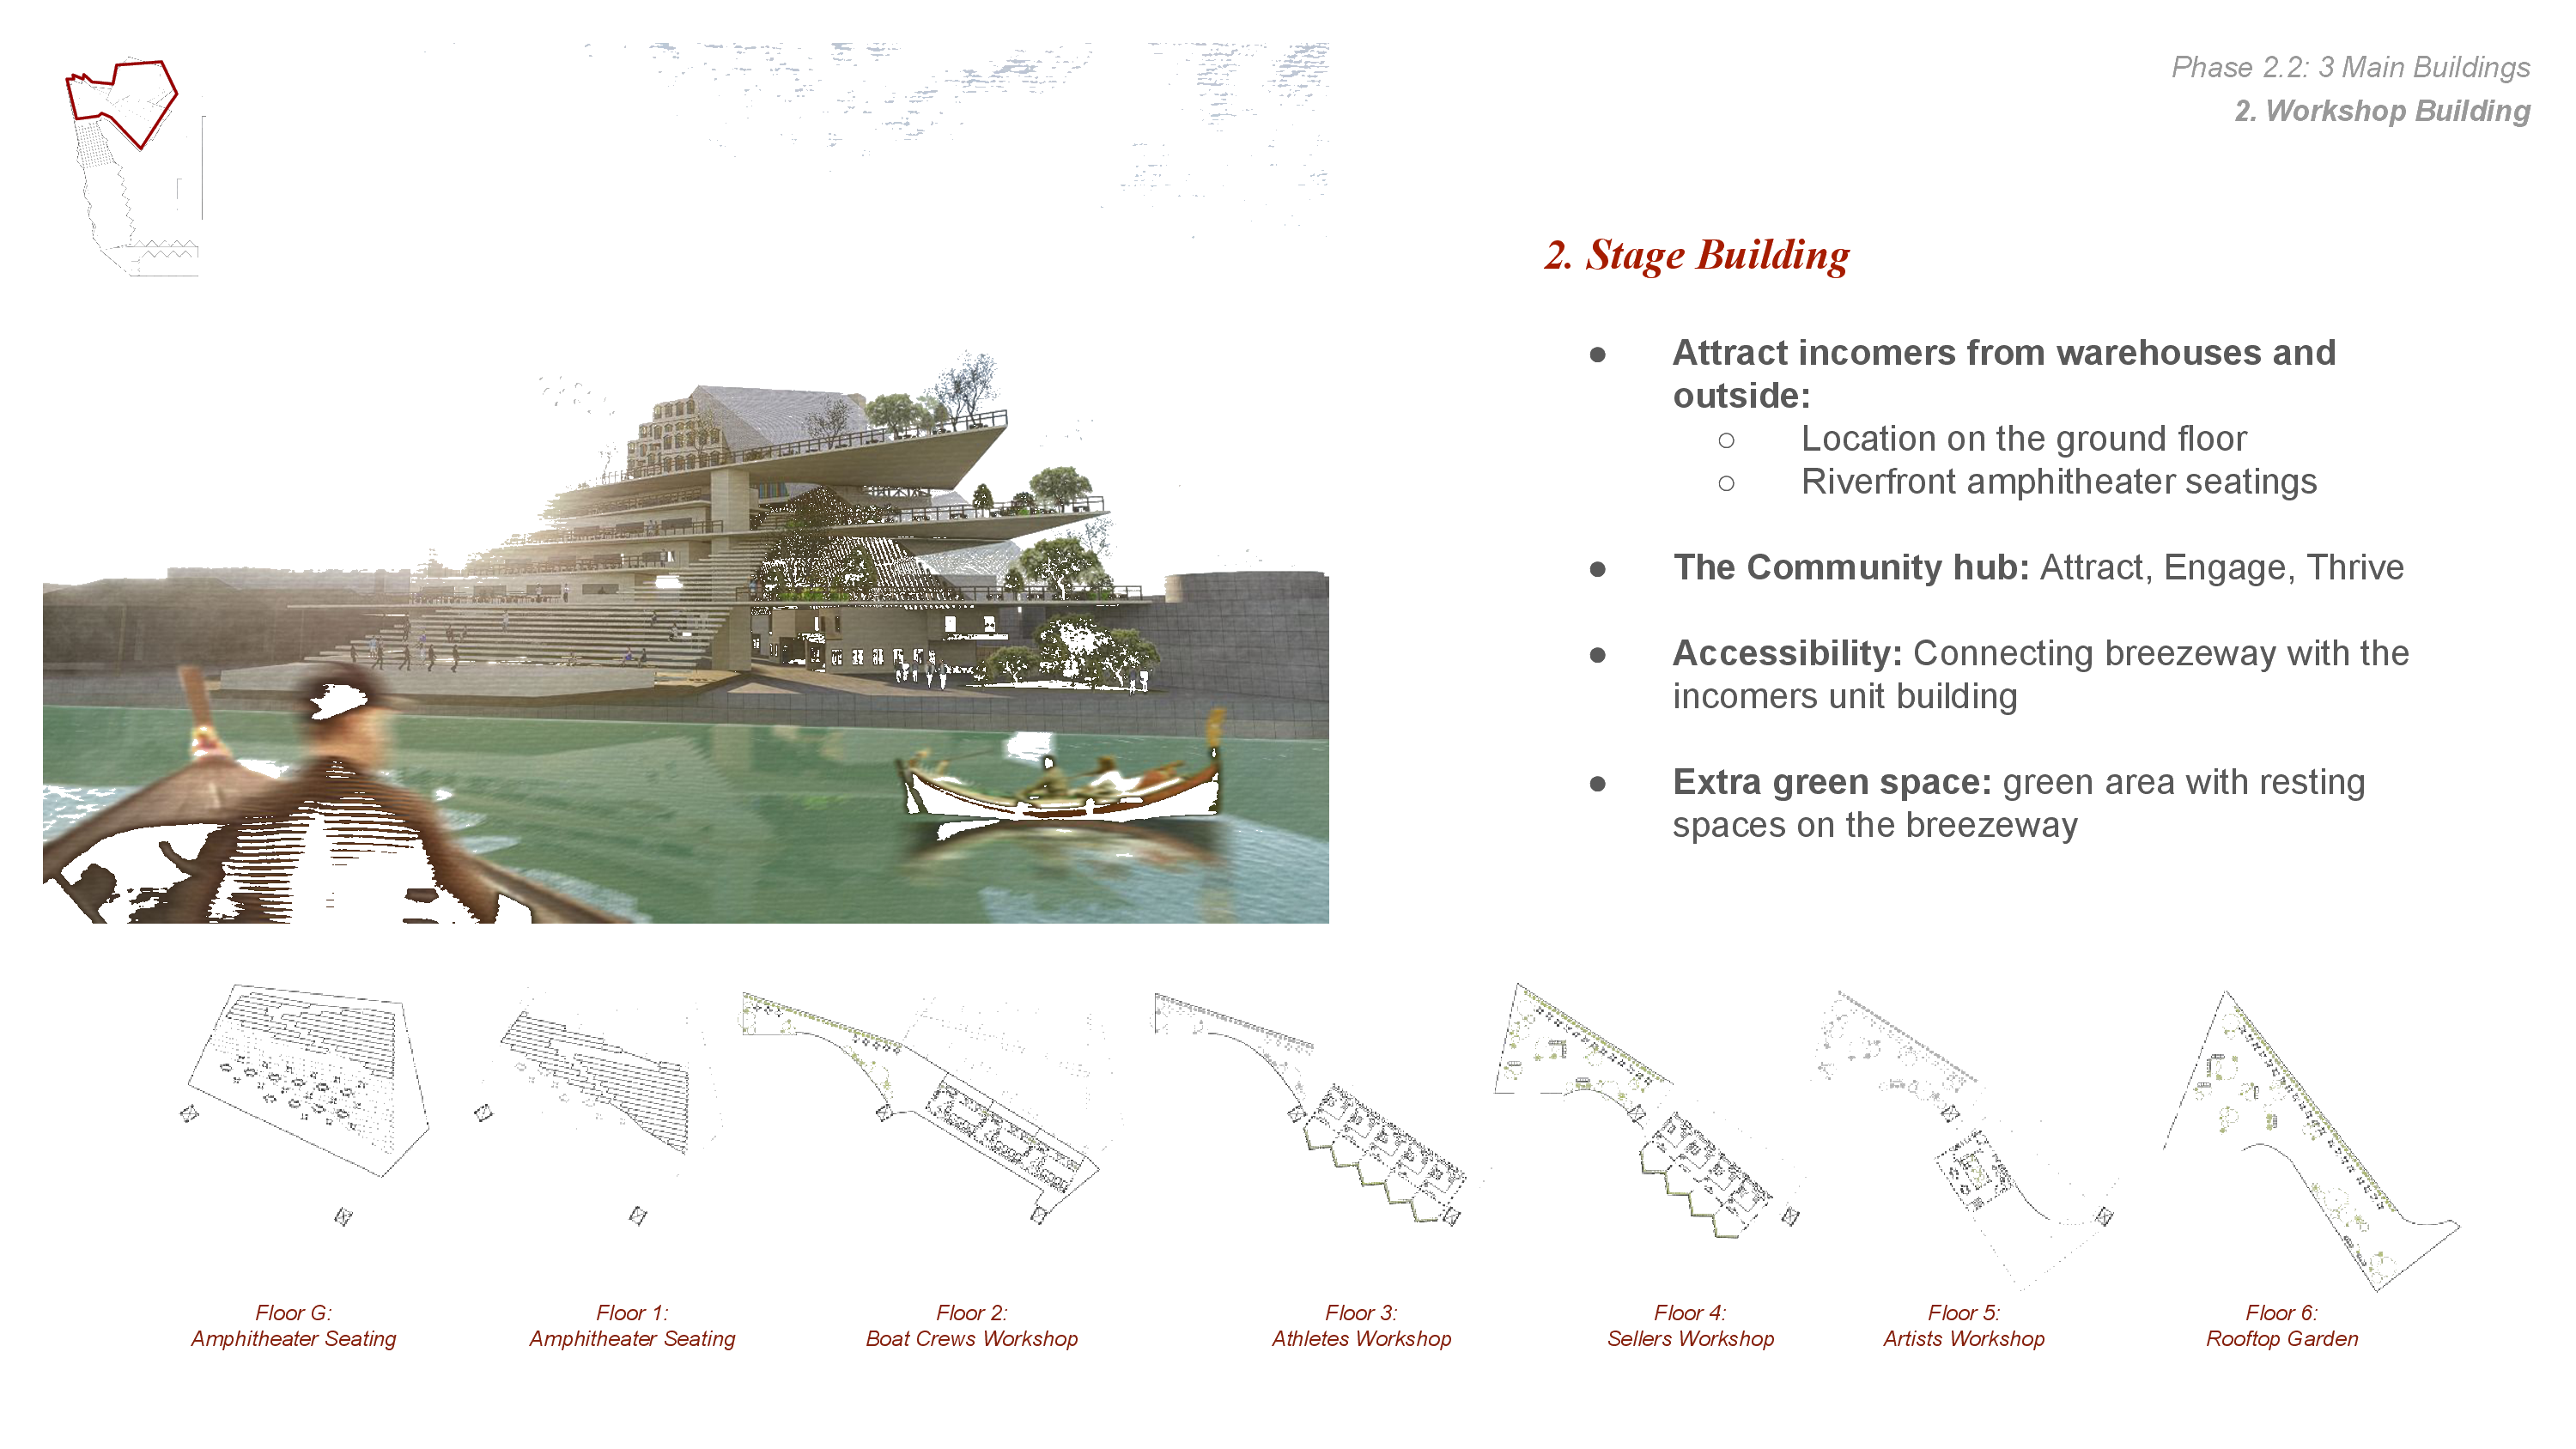 Phase 2.2: 3 Main Buildings
2. Workshop Building
2. Stage Building
● Attract incomers from warehouses and
outside:
○ Location on the ground floor
○ Riverfront amphitheater seatings
● The Community hub: Attract, Engage, Thrive
● Accessibility: Connecting breezeway with the
incomers unit building
● Extra green space: green area with resting
spaces on the breezeway
Floor G:
Amphitheater Seating
Floor 1:
Amphitheater Seating
Floor 2:
Boat Crews Workshop
Floor 3:
Athletes Workshop
Floor 4:
Sellers Workshop
Floor 5:
Artists Workshop
Floor 6:
Rooftop Garden